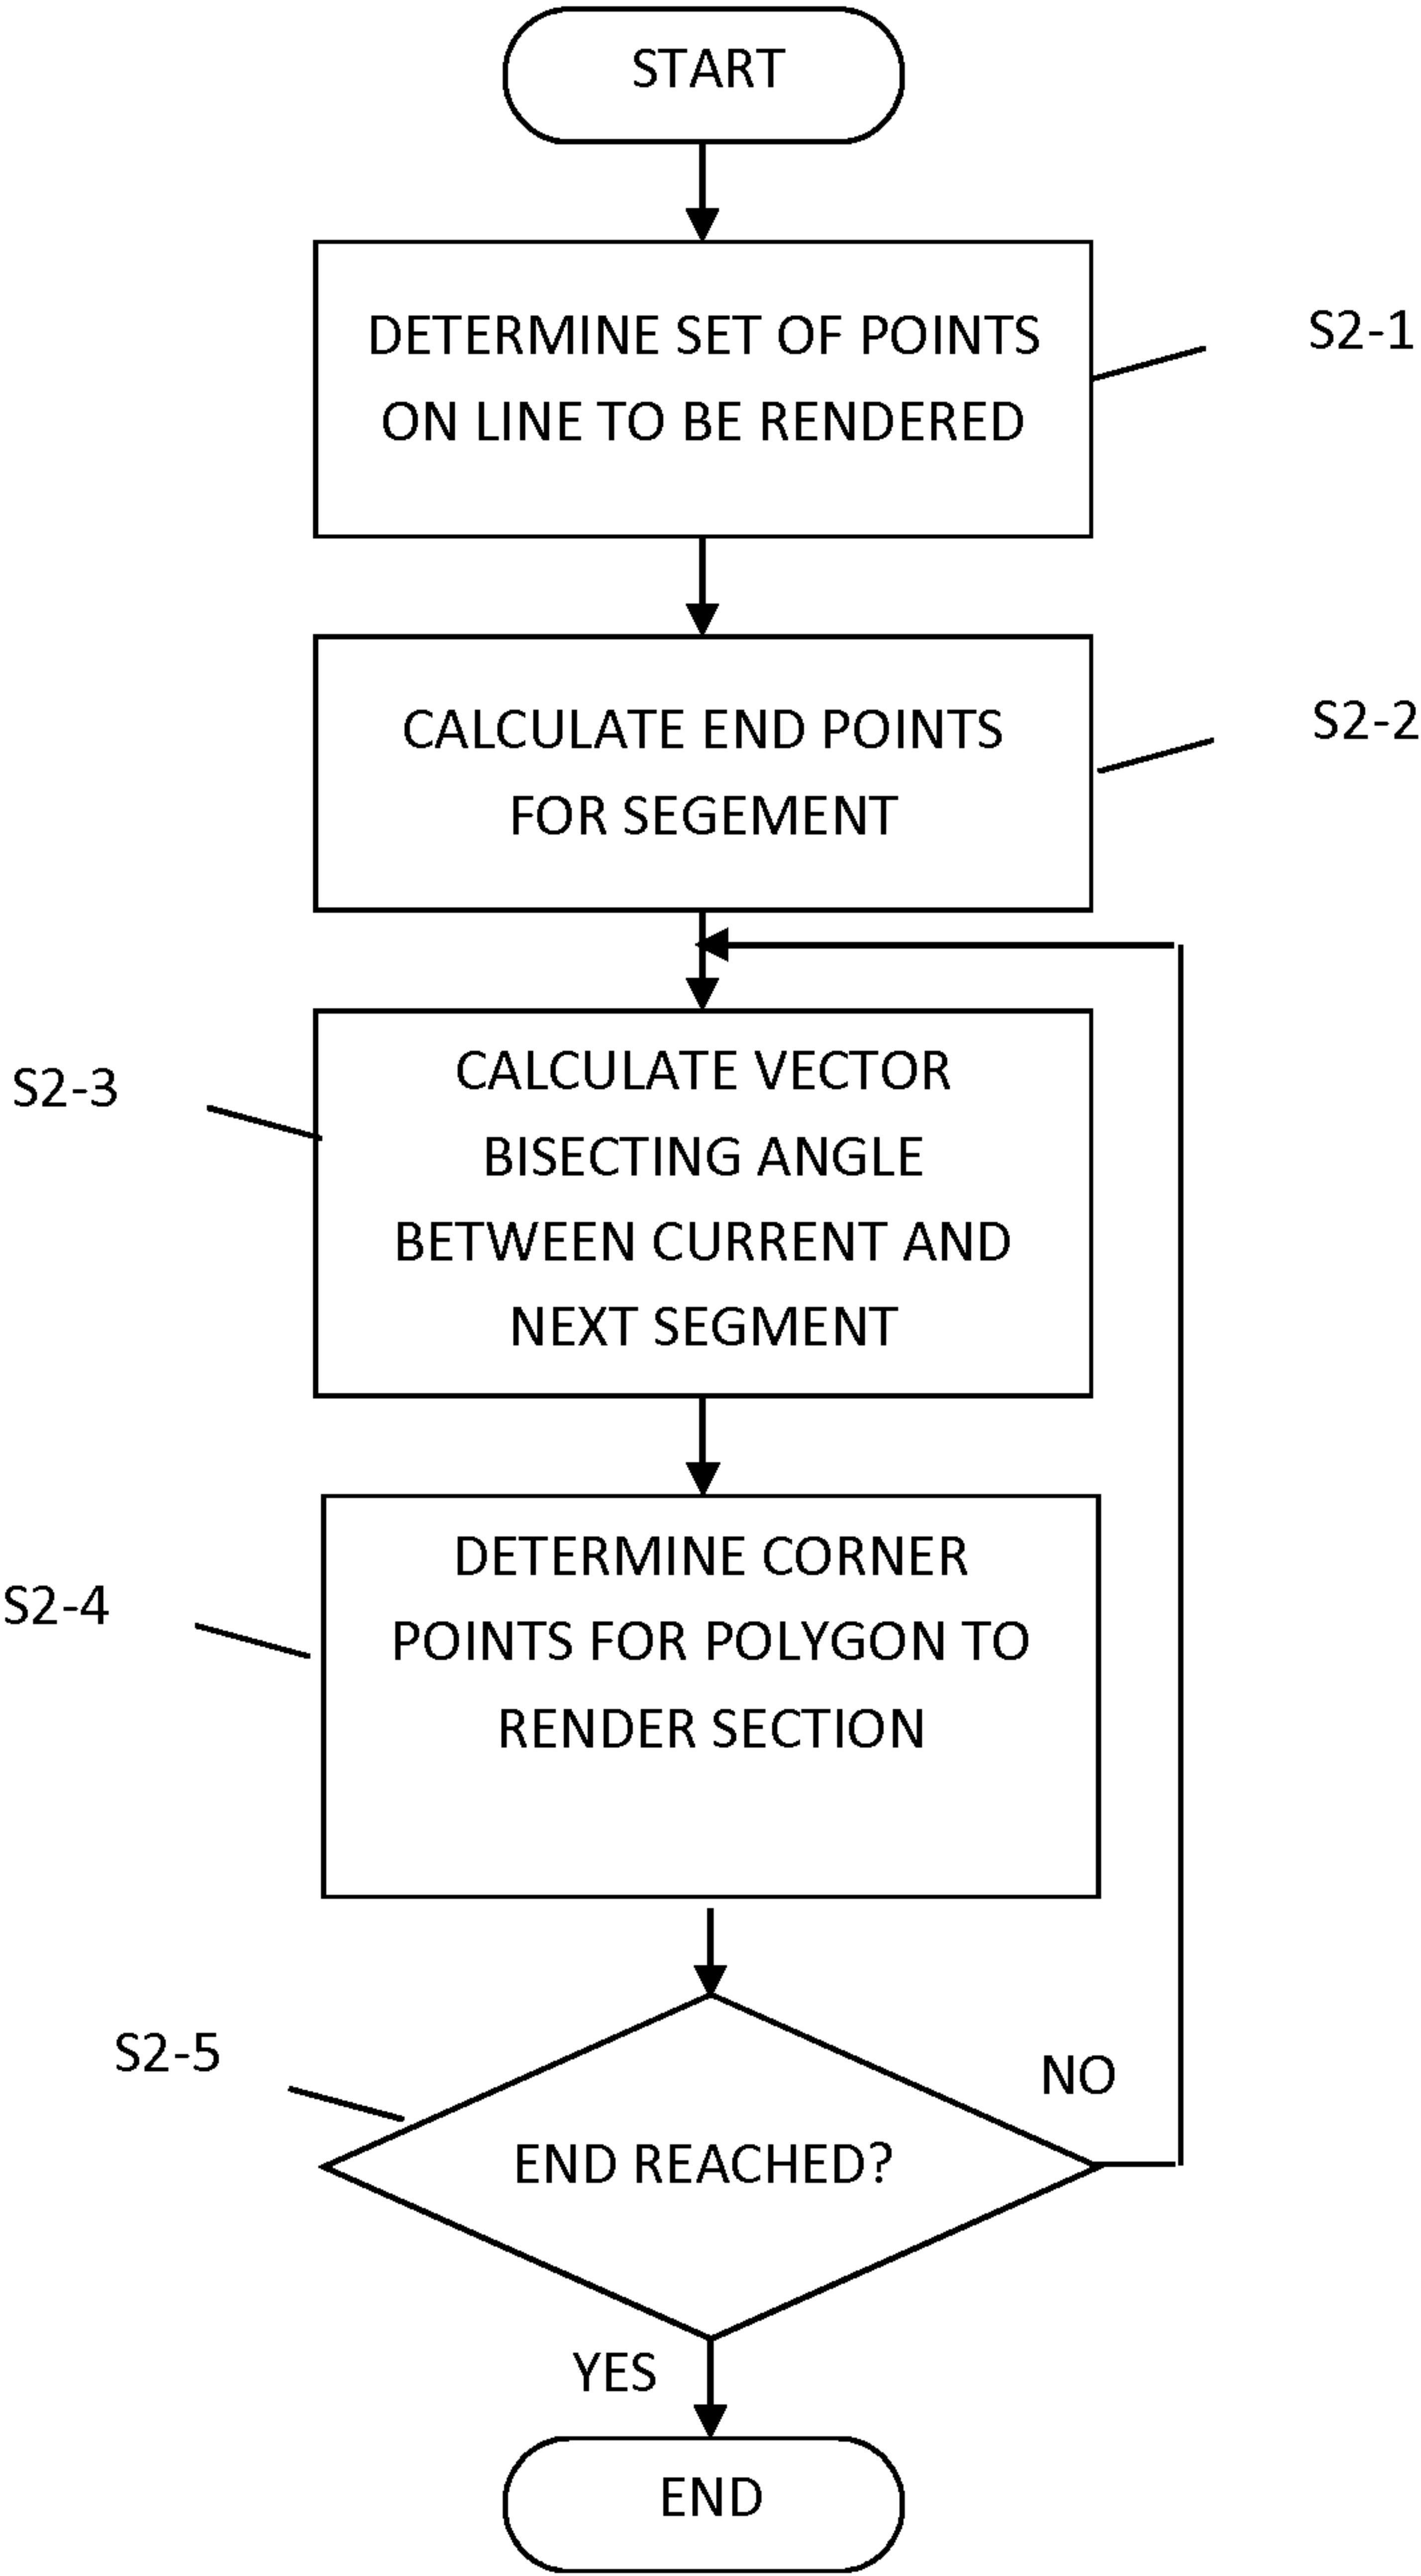 START
DETERMINE SET OF POINTS
ON LINE TO BE RENDERED
S2-1
CALCULATE END POINTS
FOR SEGEMENT
S2-2
S2-3
CALCULATE VECTOR
BISECTING ANGLE
BETWEEN CURRENT AND
NEXT SEGMENT
S2-4
DETERMINE CORNER
POINTS FOR POLYGON TO
RENDER SECTION
S2-5
END REACHED?
NO
YES
END